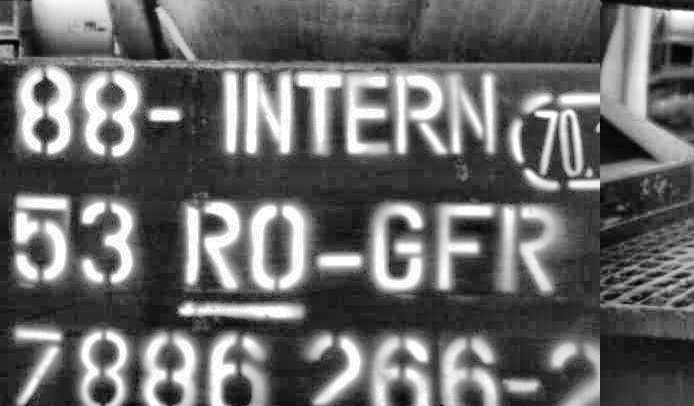 88- INTERN 70.
53 RO-GFR
7886 266-2